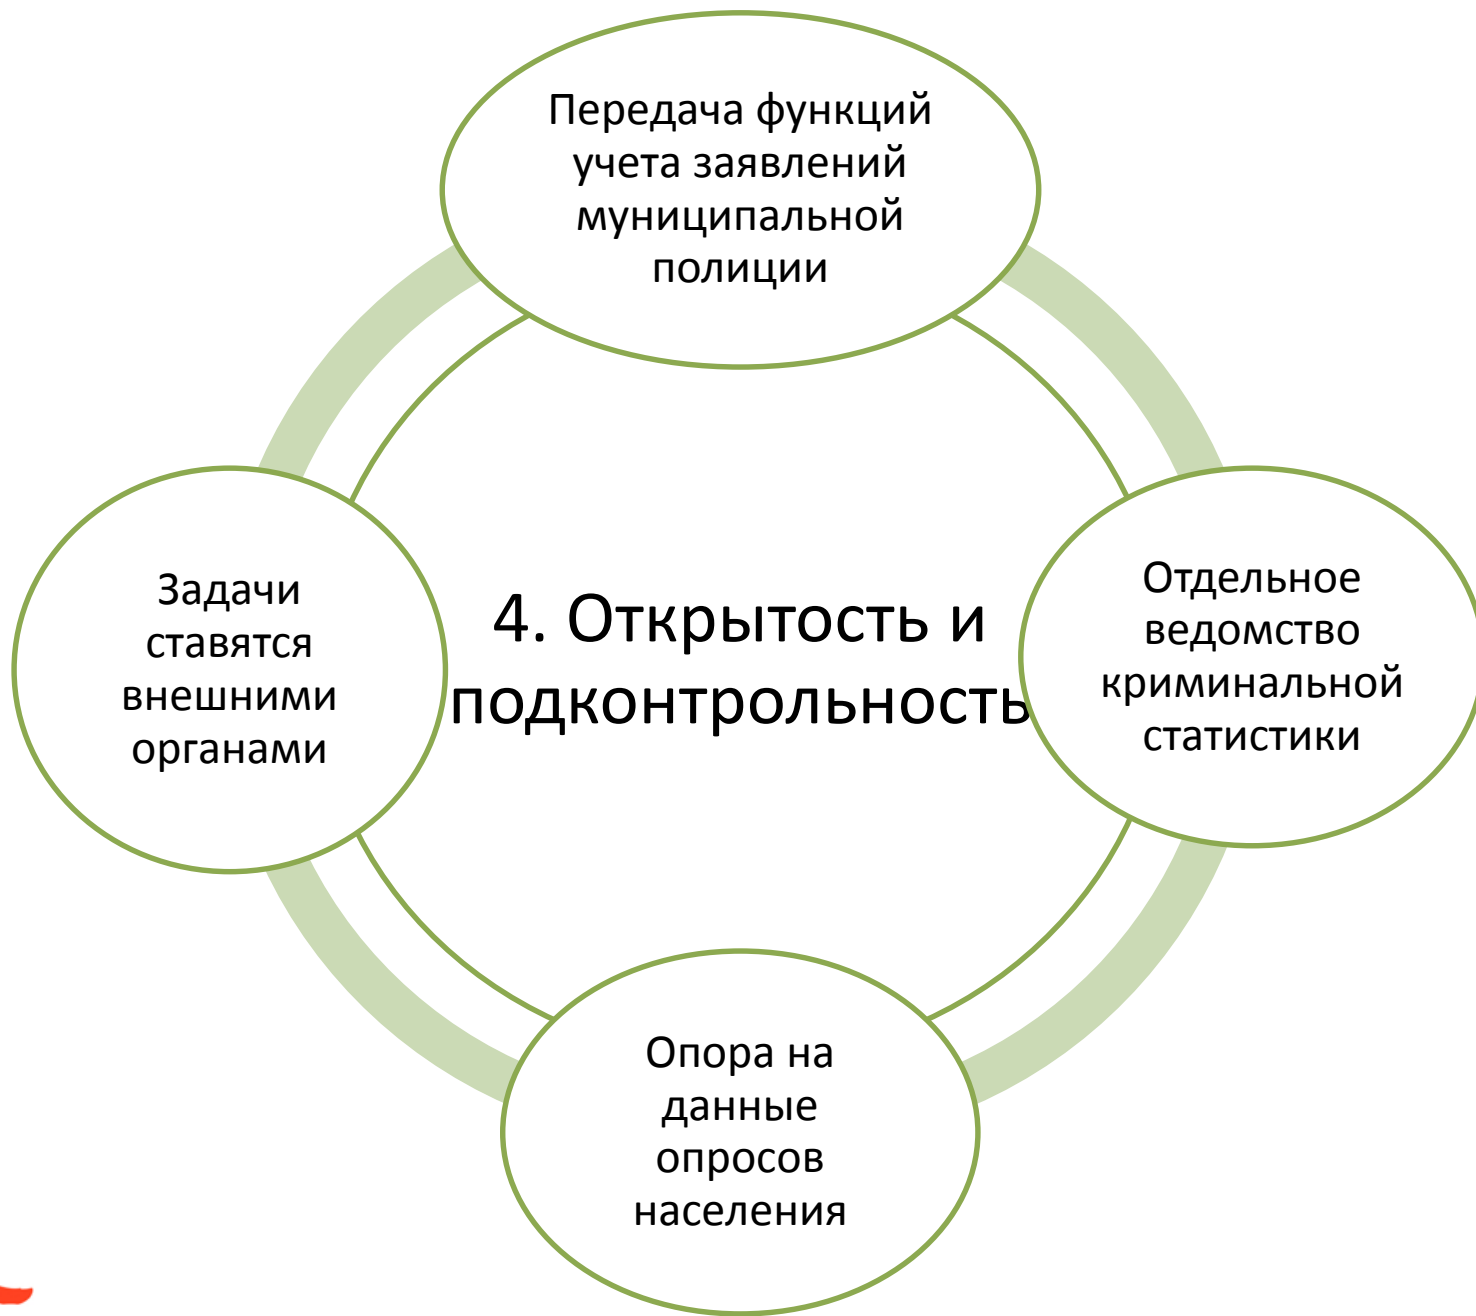 Передача функций
учета заявлений
муниципальной
полиции
Задачи
ставятся
внешними
органами
4. Открытость и
подконтрольность
Отдельное
ведомство
криминальной
статистики
Опора на
данные
опросов
населения